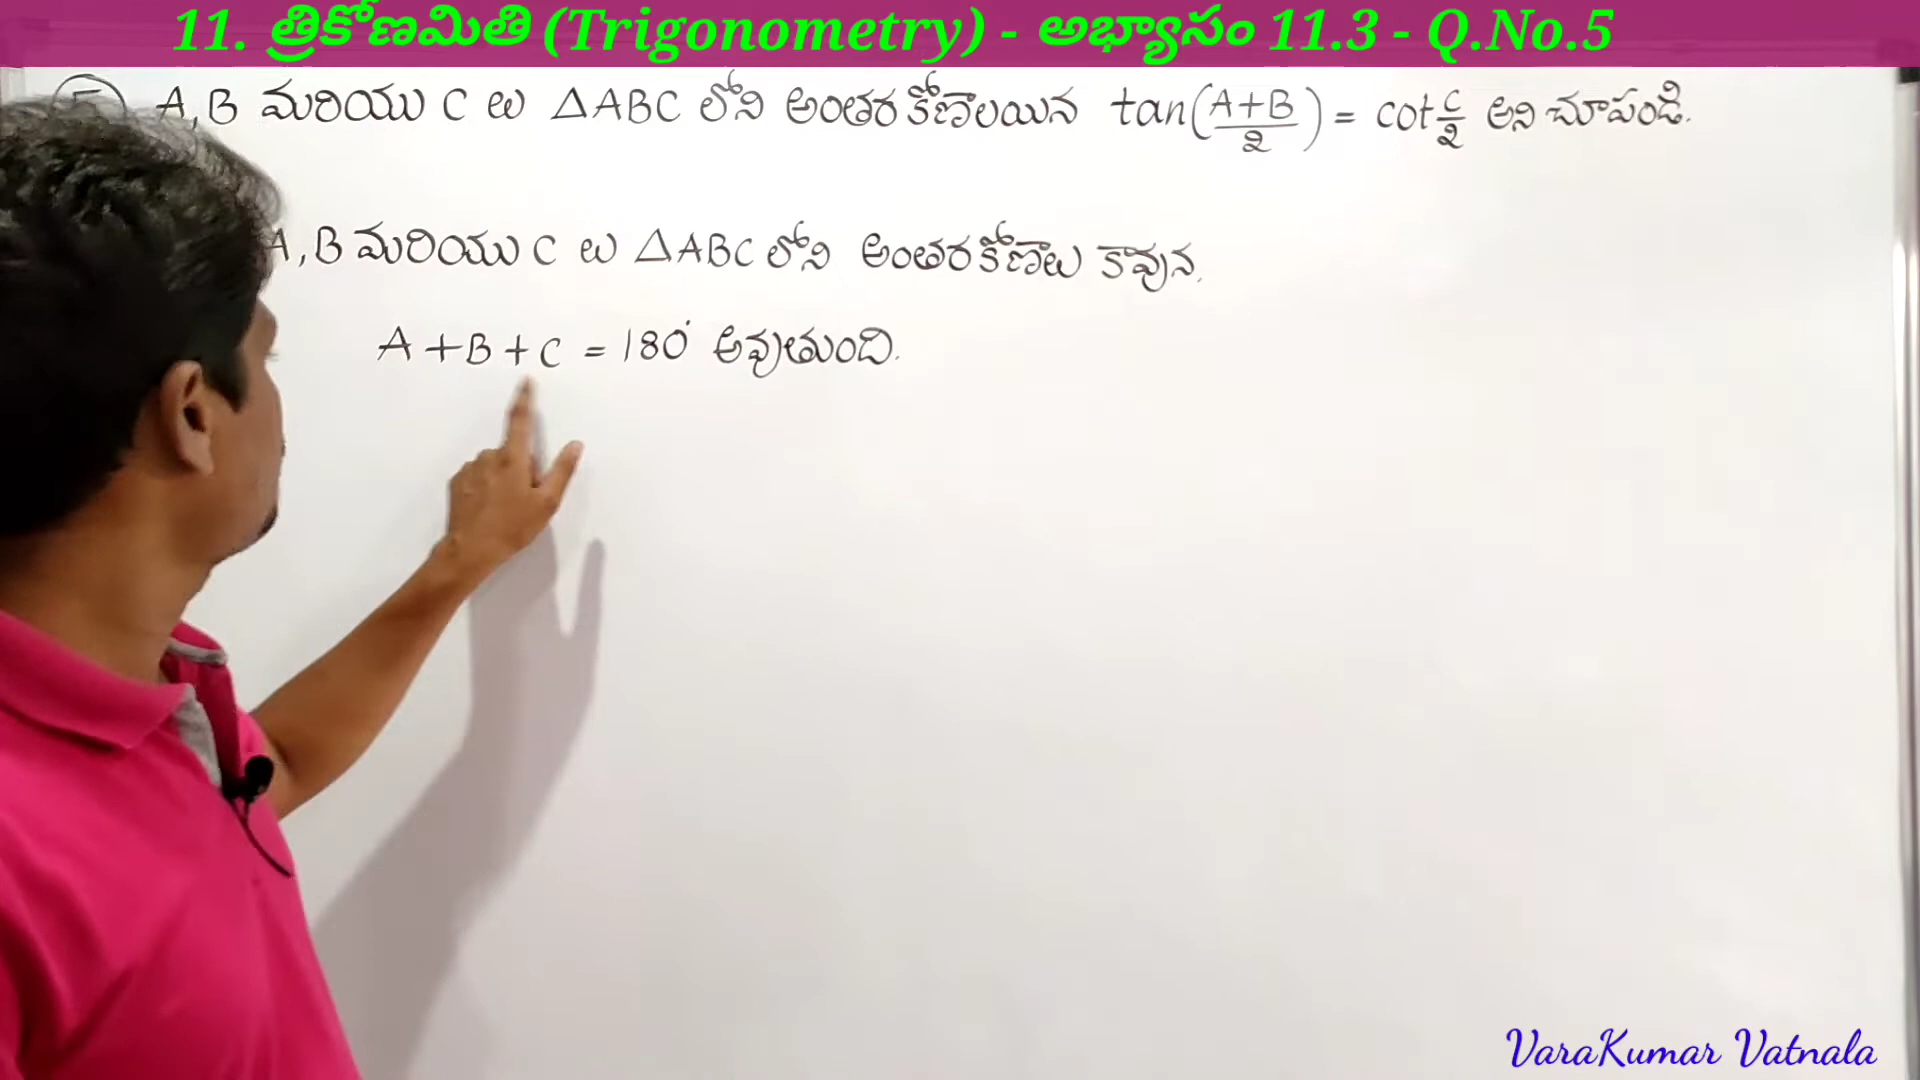 11. త్రికోణమితి (Trigonometry) - అభ్యాసం 11.3 - Q.No.5
A, B మరియు C లు △ABC లోని అంతర కోణాలయిన tan(A+B/2) = cot C/2 అని చూపండి.
A, B మరియు C లు △ABC లోని అంతర కోణాలు కావున.
A + B + C = 180° అవుతుంది.
VaraKumar Vatnala